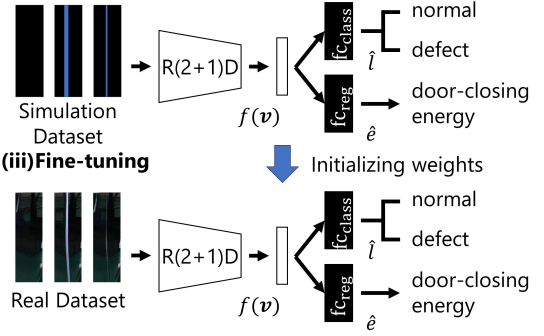 R(2+1)D
f(v)
fc_class
l̂
normal
defect
fc_reg
ê
door-closing
energy
Simulation
Dataset
(iii)Fine-tuning
Initializing weights
R(2+1)D
f(v)
fc_class
l̂
normal
defect
fc_reg
ê
door-closing
energy
Real Dataset